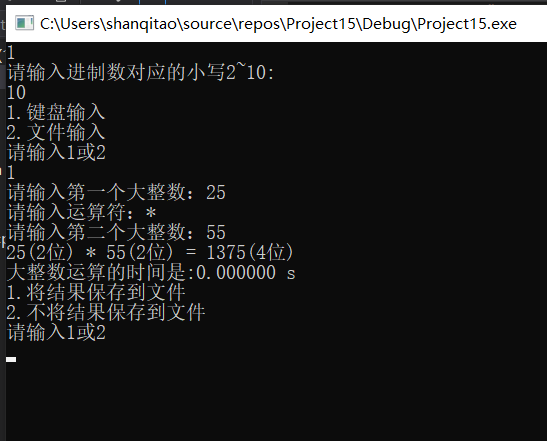 C:\Users\shanqitao\source\repos\Project15\Debug\Project15.exe
1
请输入进制数对应的小写2~10:
10
1.键盘输入
2.文件输入
请输入1或2
1
请输入第一个大整数：25
请输入运算符：*
请输入第二个大整数：55
25(2位) * 55(2位) = 1375(4位)
大整数运算的时间是:0.000000 s
1.将结果保存到文件
2.不将结果保存到文件
请输入1或2